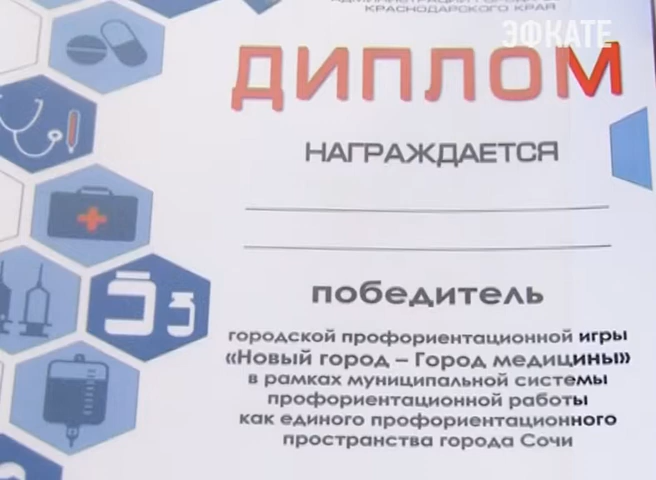 КРАСНОДАРСКОГО КРАЯ
ЭФКАТЕ
ДИПЛОМ
НАГРАЖДАЕТСЯ
победитель
городской профориентационной игры
«Новый город – Город медицины»
в рамках муниципальной системы
профориентационной работы
как единого профориентационного
пространства города Сочи